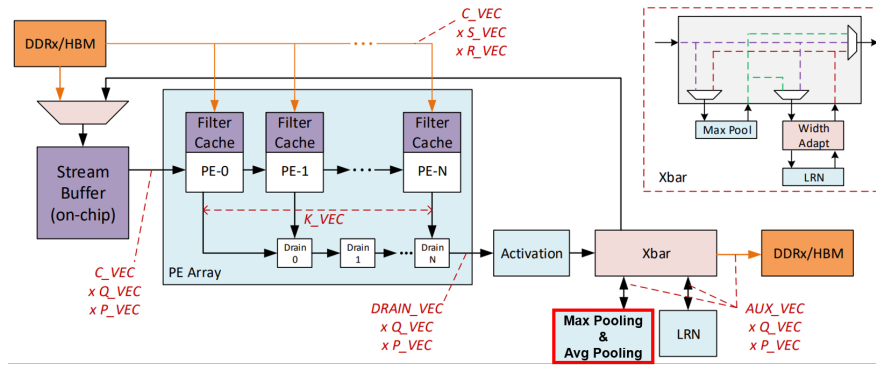 DDRx/HBM
C_VEC
x S_VEC
x R_VEC
Filter
Cache
PE-0
Filter
Cache
PE-1
Filter
Cache
PE-N
Stream
Buffer
(on-chip)
K_VEC
Drain
0
Drain
1
Drain
N
PE Array
C_VEC
x Q_VEC
x P_VEC
DRAIN_VEC
x Q_VEC
x P_VEC
Activation
Xbar
DDRx/HBM
Max Pooling
&
Avg Pooling
LRN
AUX_VEC
x Q_VEC
x P_VEC
Max Pool
Width
Adapt
LRN
Xbar